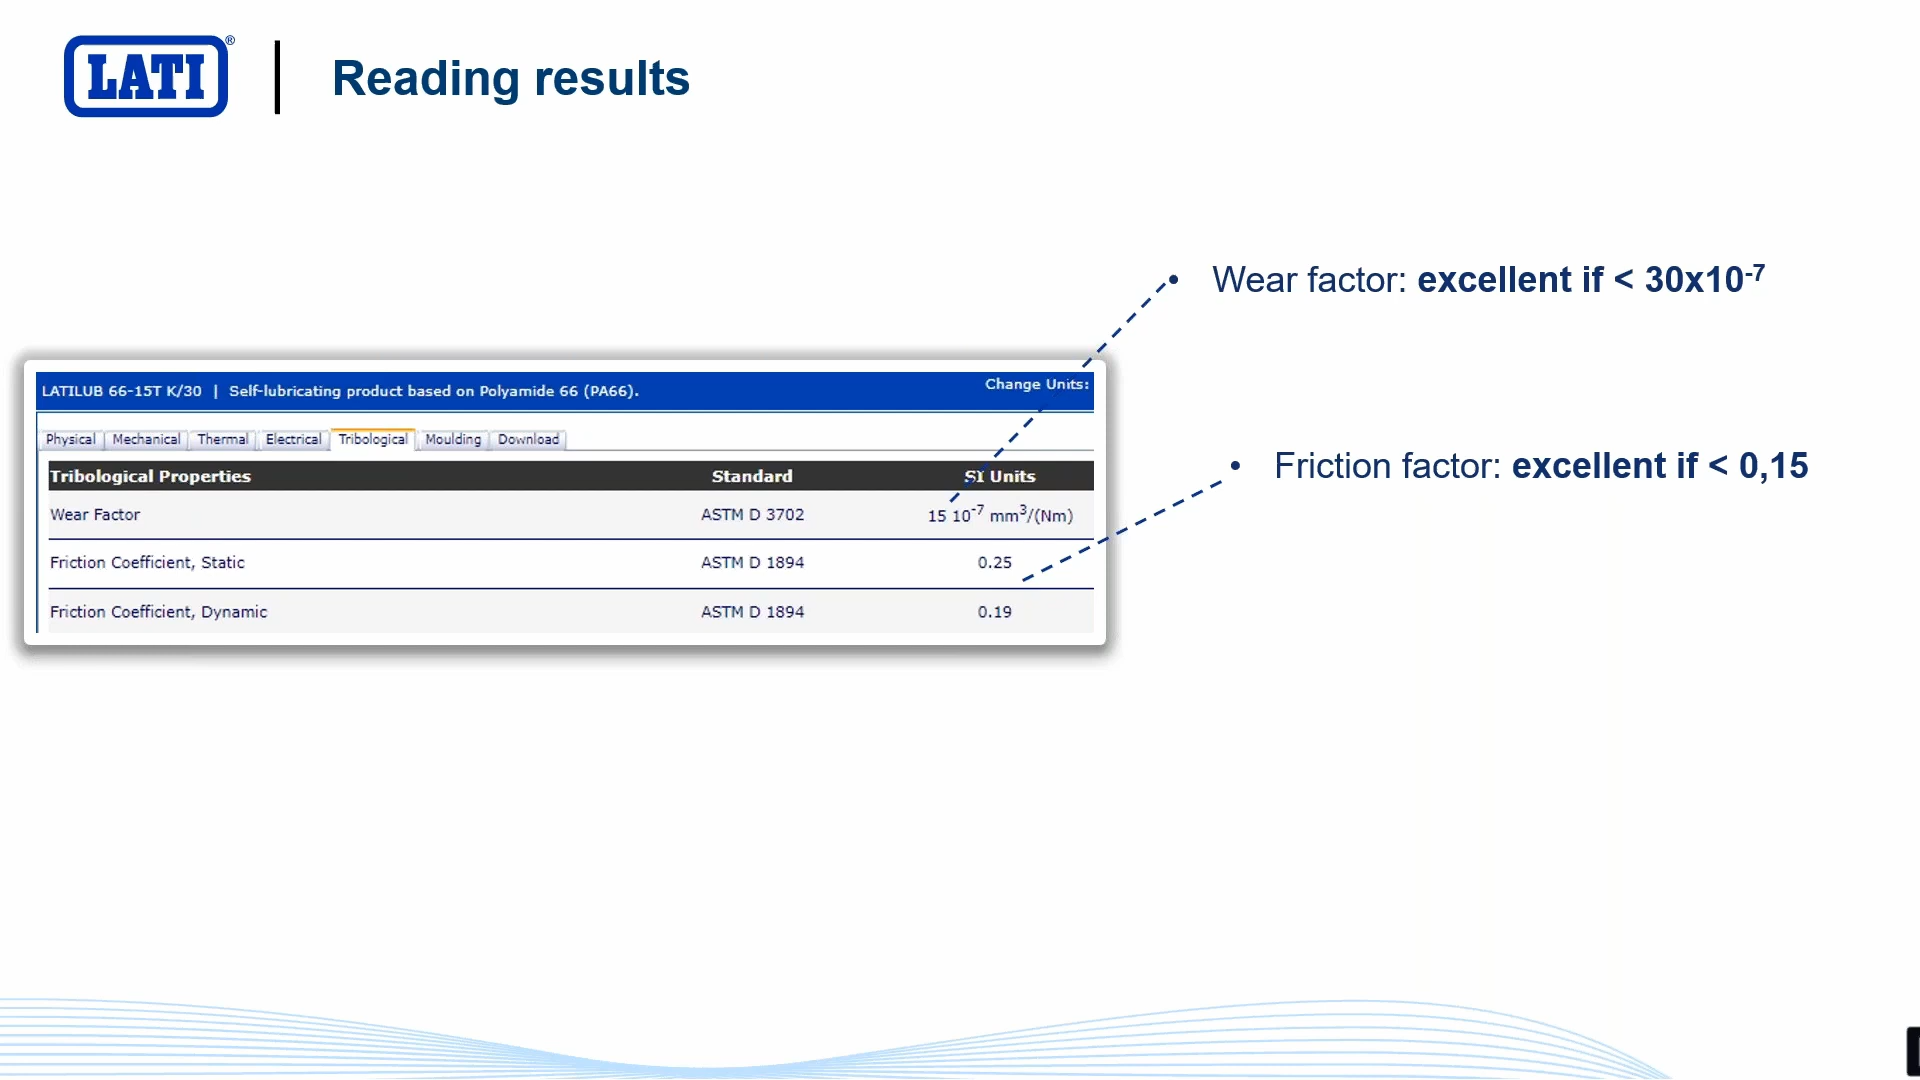 LATI®
Reading results
Wear factor: excellent if < 30x10⁻⁷
Friction factor: excellent if < 0,15
LATILUB 66-15T K/30 | Self-lubricating product based on Polyamide 66 (PA66).
Change Units:
Physical Mechanical Thermal Electrical Tribological Moulding Download
Tribological Properties Standard SI Units
Wear Factor ASTM D 3702 15 10⁻⁷ mm³/(Nm)
Friction Coefficient, Static ASTM D 1894 0.25
Friction Coefficient, Dynamic ASTM D 1894 0.19